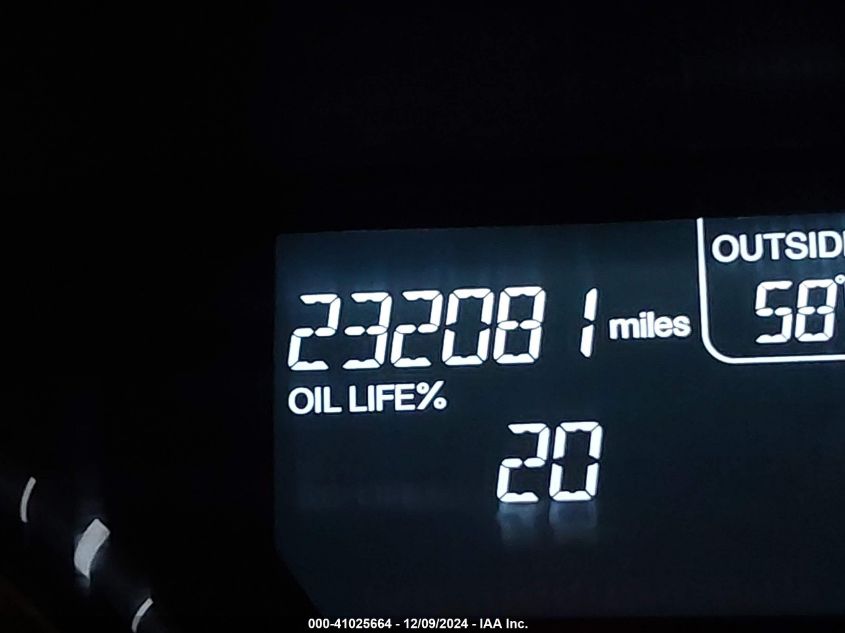 OUTSIDE
58°
232081 miles
OIL LIFE%
20
000-41025664 - 12/09/2024 - IAA Inc.